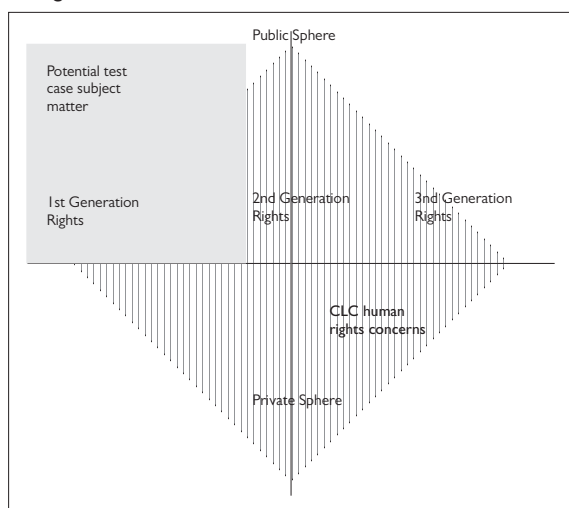 Public Sphere
Potential test
case subject
matter
1st Generation
Rights
2nd Generation
Rights
3nd Generation
Rights
CLC human
rights concerns
Private Sphere